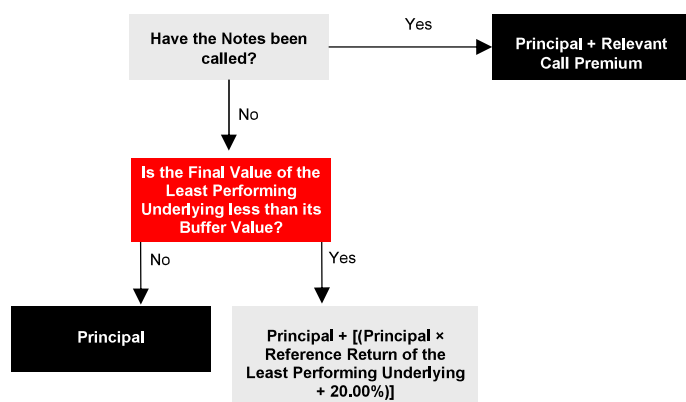 Have the Notes been
called?
Yes
Principal + Relevant
Call Premium
No
Is the Final Value of the
Least Performing
Underlying less than its
Buffer Value?
No
Yes
Principal
Principal + [(Principal ×
Reference Return of the
Least Performing Underlying
+ 20.00%)]